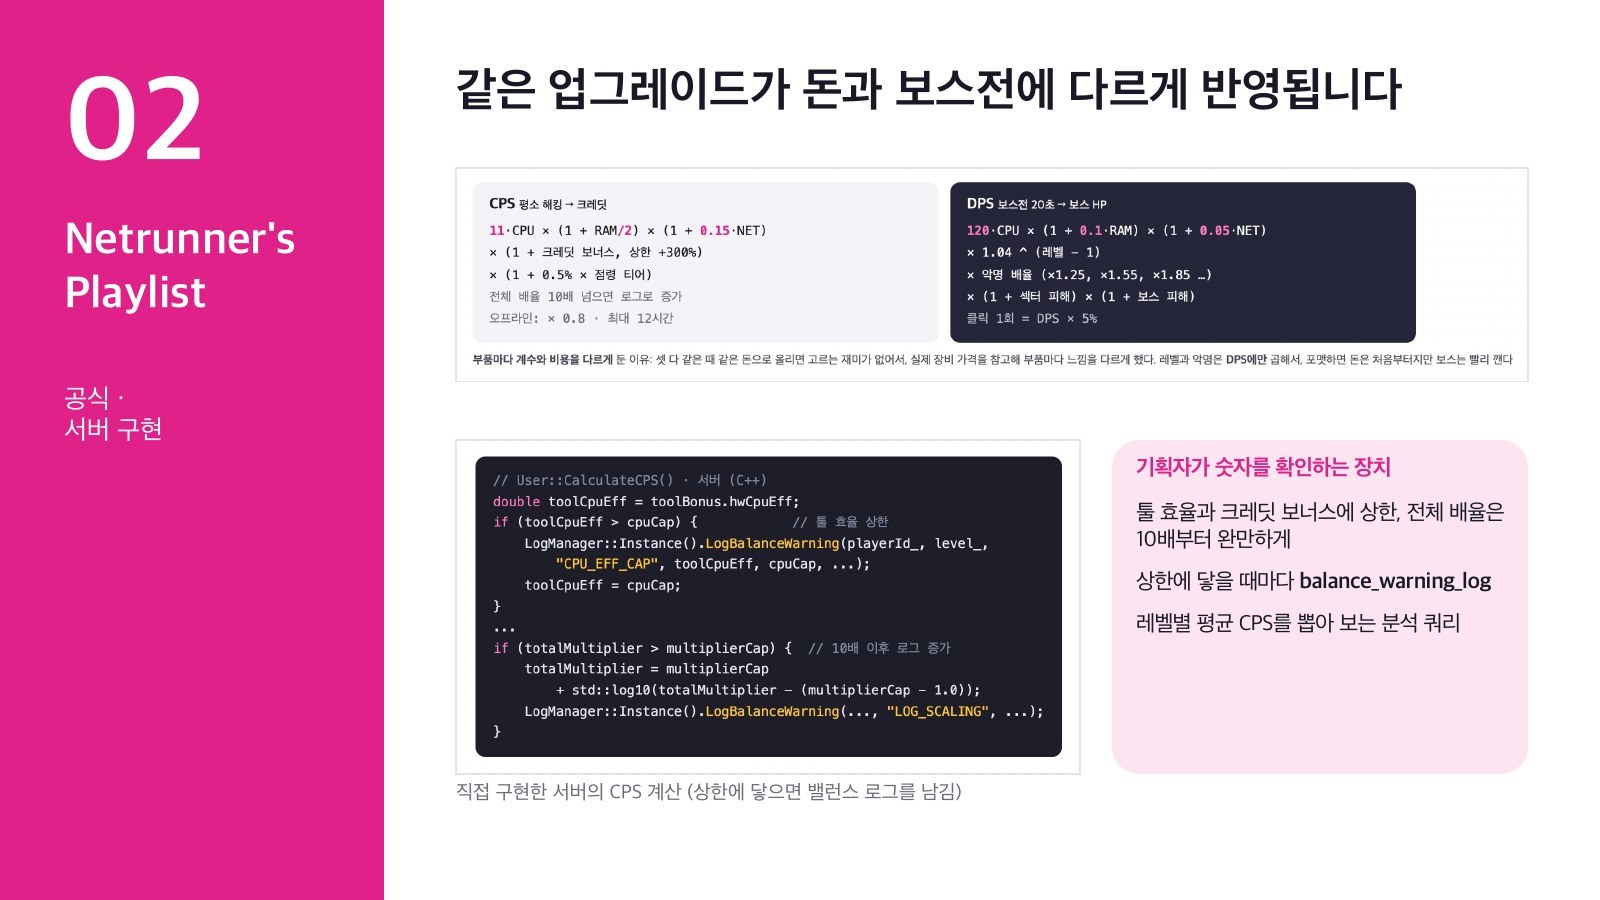 02
Netrunner's
Playlist
공식 ·
서버 구현
같은 업그레이드가 돈과 보스전에 다르게 반영됩니다
CPS 평소 해킹 → 크레딧
11·CPU × (1 + RAM/2) × (1 + 0.15·NET)
× (1 + 크레딧 보너스, 상한 +300%)
× (1 + 0.5% × 점령 티어)
전체 배율 10배 넘으면 로그로 증가
오프라인: × 0.8 · 최대 12시간
DPS 보스전 20초 → 보스 HP
120·CPU × (1 + 0.1·RAM) × (1 + 0.05·NET)
× 1.04 ^ (레벨 − 1)
× 악명 배율 (×1.25, ×1.55, ×1.85 …)
× (1 + 섹터 피해) × (1 + 보스 피해)
클릭 1회 = DPS × 5%
부품마다 계수와 비용을 다르게 둔 이유: 셋 다 같은 때 같은 돈으로 올리면 고르는 재미가 없어서, 실제 장비 가격을 참고해 부품마다 느낌을 다르게 했다. 레벨과 악명은 DPS에만 곱해서, 포맷하면 돈은 처음부터지만 보스는 빨리 깬다
// User::CalculateCPS() · 서버 (C++)
double toolCpuEff = toolBonus.hwCpuEff;
if (toolCpuEff > cpuCap) { // 툴 효율 상한
LogManager::Instance().LogBalanceWarning(playerId_, level_,
"CPU_EFF_CAP", toolCpuEff, cpuCap, ...);
toolCpuEff = cpuCap;
}
...
if (totalMultiplier > multiplierCap) { // 10배 이후 로그 증가
totalMultiplier = multiplierCap
+ std::log10(totalMultiplier − (multiplierCap − 1.0));
LogManager::Instance().LogBalanceWarning(..., "LOG_SCALING", ...);
}
직접 구현한 서버의 CPS 계산 (상한에 닿으면 밸런스 로그를 남김)
기획자가 숫자를 확인하는 장치
툴 효율과 크레딧 보너스에 상한, 전체 배율은
10배부터 완만하게
상한에 닿을 때마다 balance_warning_log
레벨별 평균 CPS를 뽑아 보는 분석 쿼리